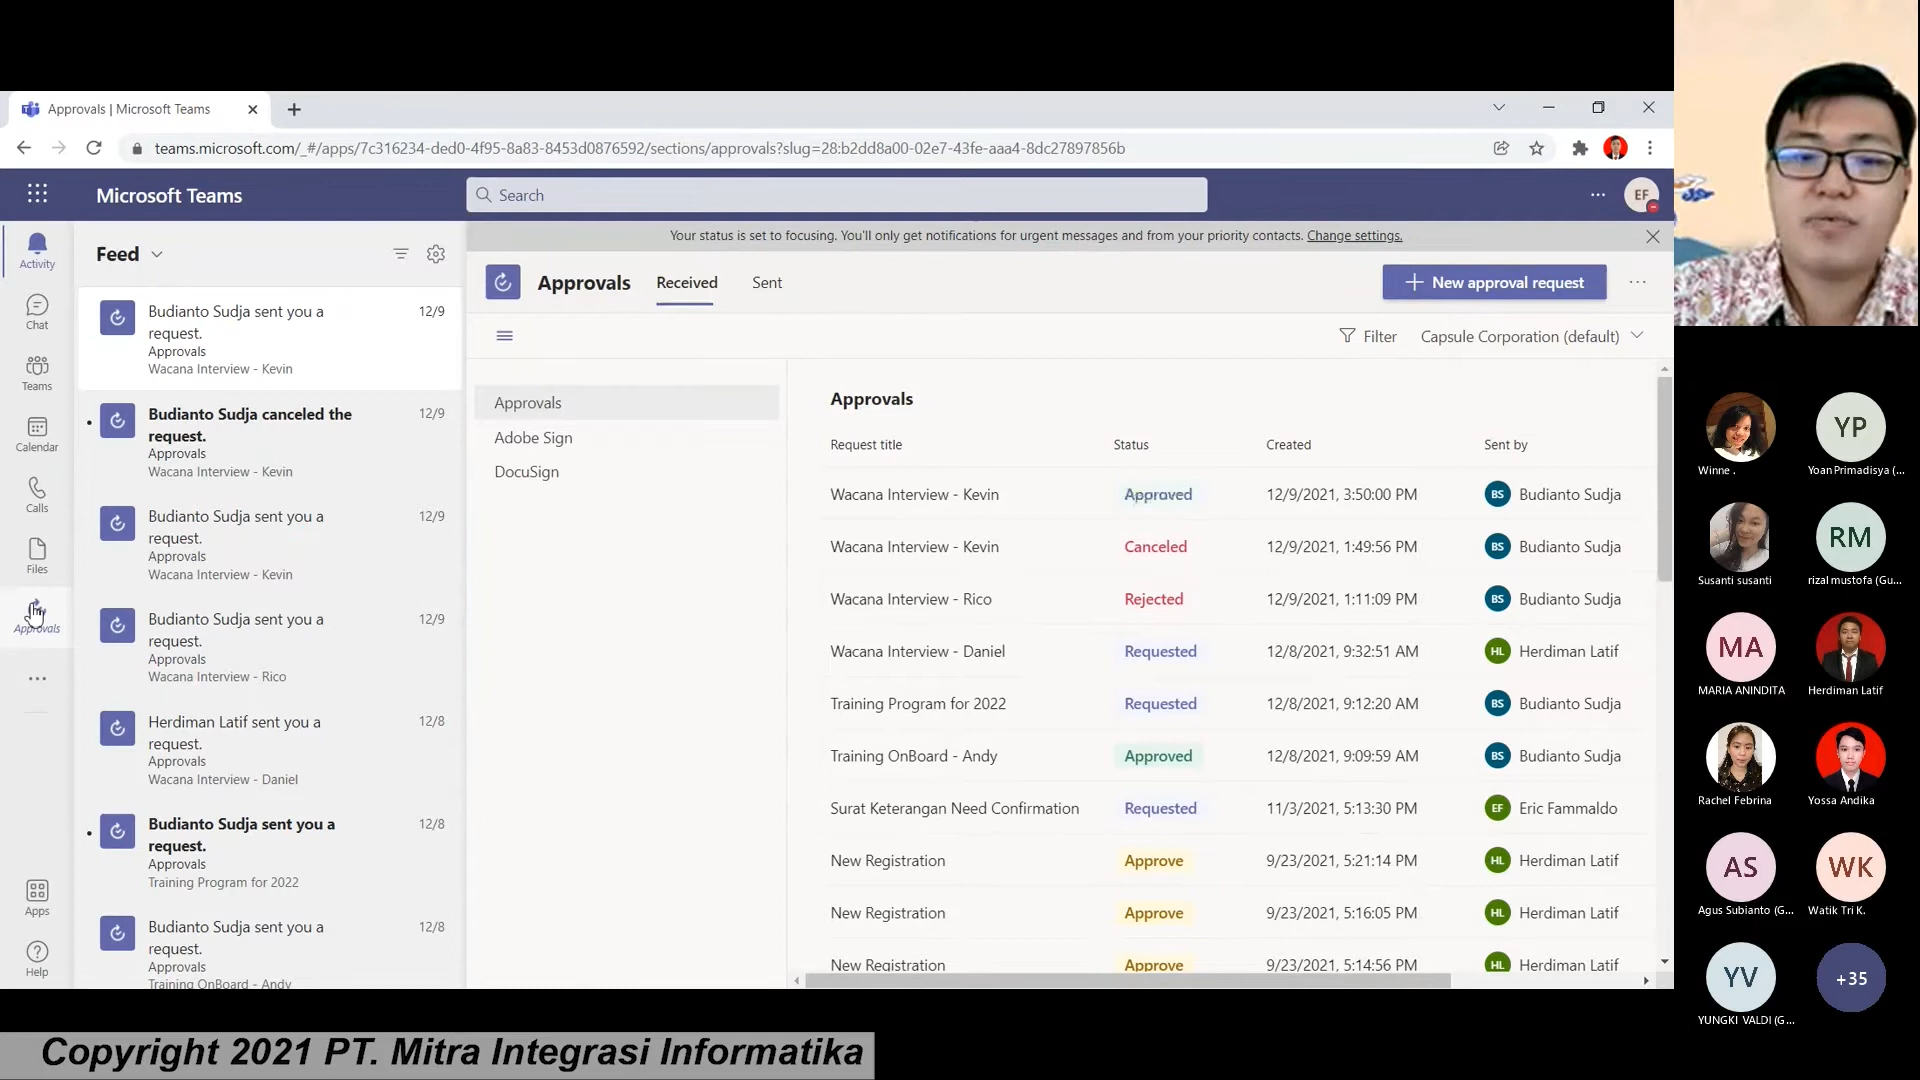 Approvals | Microsoft Teams
teams.microsoft.com/_#/apps/7c316234-ded0-4f95-8a83-8453d0876592/sections/approvals?slug=28:b2dd8a00-02e7-43fe-aaa4-8dc27897856b
Microsoft Teams
Search
EF
Your status is set to focusing. You'll only get notifications for urgent messages and from your priority contacts. Change settings.
Activity
Chat
Teams
Calendar
Calls
Files
Approvals
Apps
Help
Feed
Budianto Sudja sent you a
request.
12/9
Approvals
Wacana Interview - Kevin
Budianto Sudja canceled the
request.
12/9
Approvals
Wacana Interview - Kevin
Budianto Sudja sent you a
request.
12/9
Approvals
Wacana Interview - Kevin
Budianto Sudja sent you a
request.
12/9
Approvals
Wacana Interview - Rico
Herdiman Latif sent you a
request.
12/8
Approvals
Wacana Interview - Daniel
Budianto Sudja sent you a
request.
12/8
Approvals
Training Program for 2022
Budianto Sudja sent you a
request.
12/8
Approvals
Training OnBoard - Andy
Approvals Received Sent
New approval request
Filter
Capsule Corporation (default)
Approvals
Adobe Sign
DocuSign
Approvals
Request title Status Created Sent by
Wacana Interview - Kevin Approved 12/9/2021, 3:50:00 PM BS Budianto Sudja
Wacana Interview - Kevin Canceled 12/9/2021, 1:49:56 PM BS Budianto Sudja
Wacana Interview - Rico Rejected 12/9/2021, 1:11:09 PM BS Budianto Sudja
Wacana Interview - Daniel Requested 12/8/2021, 9:32:51 AM HL Herdiman Latif
Training Program for 2022 Requested 12/8/2021, 9:12:20 AM BS Budianto Sudja
Training OnBoard - Andy Approved 12/8/2021, 9:09:59 AM BS Budianto Sudja
Surat Keterangan Need Confirmation Requested 11/3/2021, 5:13:30 PM EF Eric Fammaldo
New Registration Approve 9/23/2021, 5:21:14 PM HL Herdiman Latif
New Registration Approve 9/23/2021, 5:16:05 PM HL Herdiman Latif
New Registration Approve 9/23/2021, 5:14:56 PM HL Herdiman Latif
YP
Winne .
Yoan Primadisya (...
RM
Susanti susanti
rizal mustofa (Gu...
MA
MARIA ANINDITA
Herdiman Latif
Rachel Febrina
Yossa Andika
AS
WK
Agus Subianto (G...
Watik Tri K.
YV
+35
YUNGKI VALDI (G...
Copyright 2021 PT. Mitra Integrasi Informatika